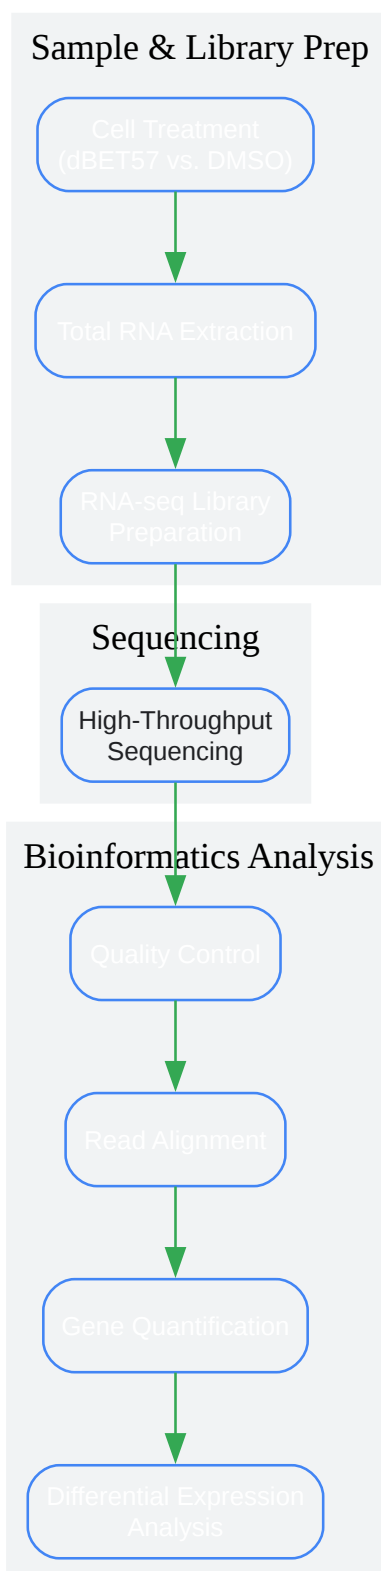 Sample & Library Prep
Cell Treatment
(dBET57 vs. DMSO)
Total RNA Extraction
RNA-seq Library
Preparation
Sequencing
High-Throughput
Sequencing
Bioinformatics Analysis
Quality Control
Read Alignment
Gene Quantification
Differential Expression
Analysis